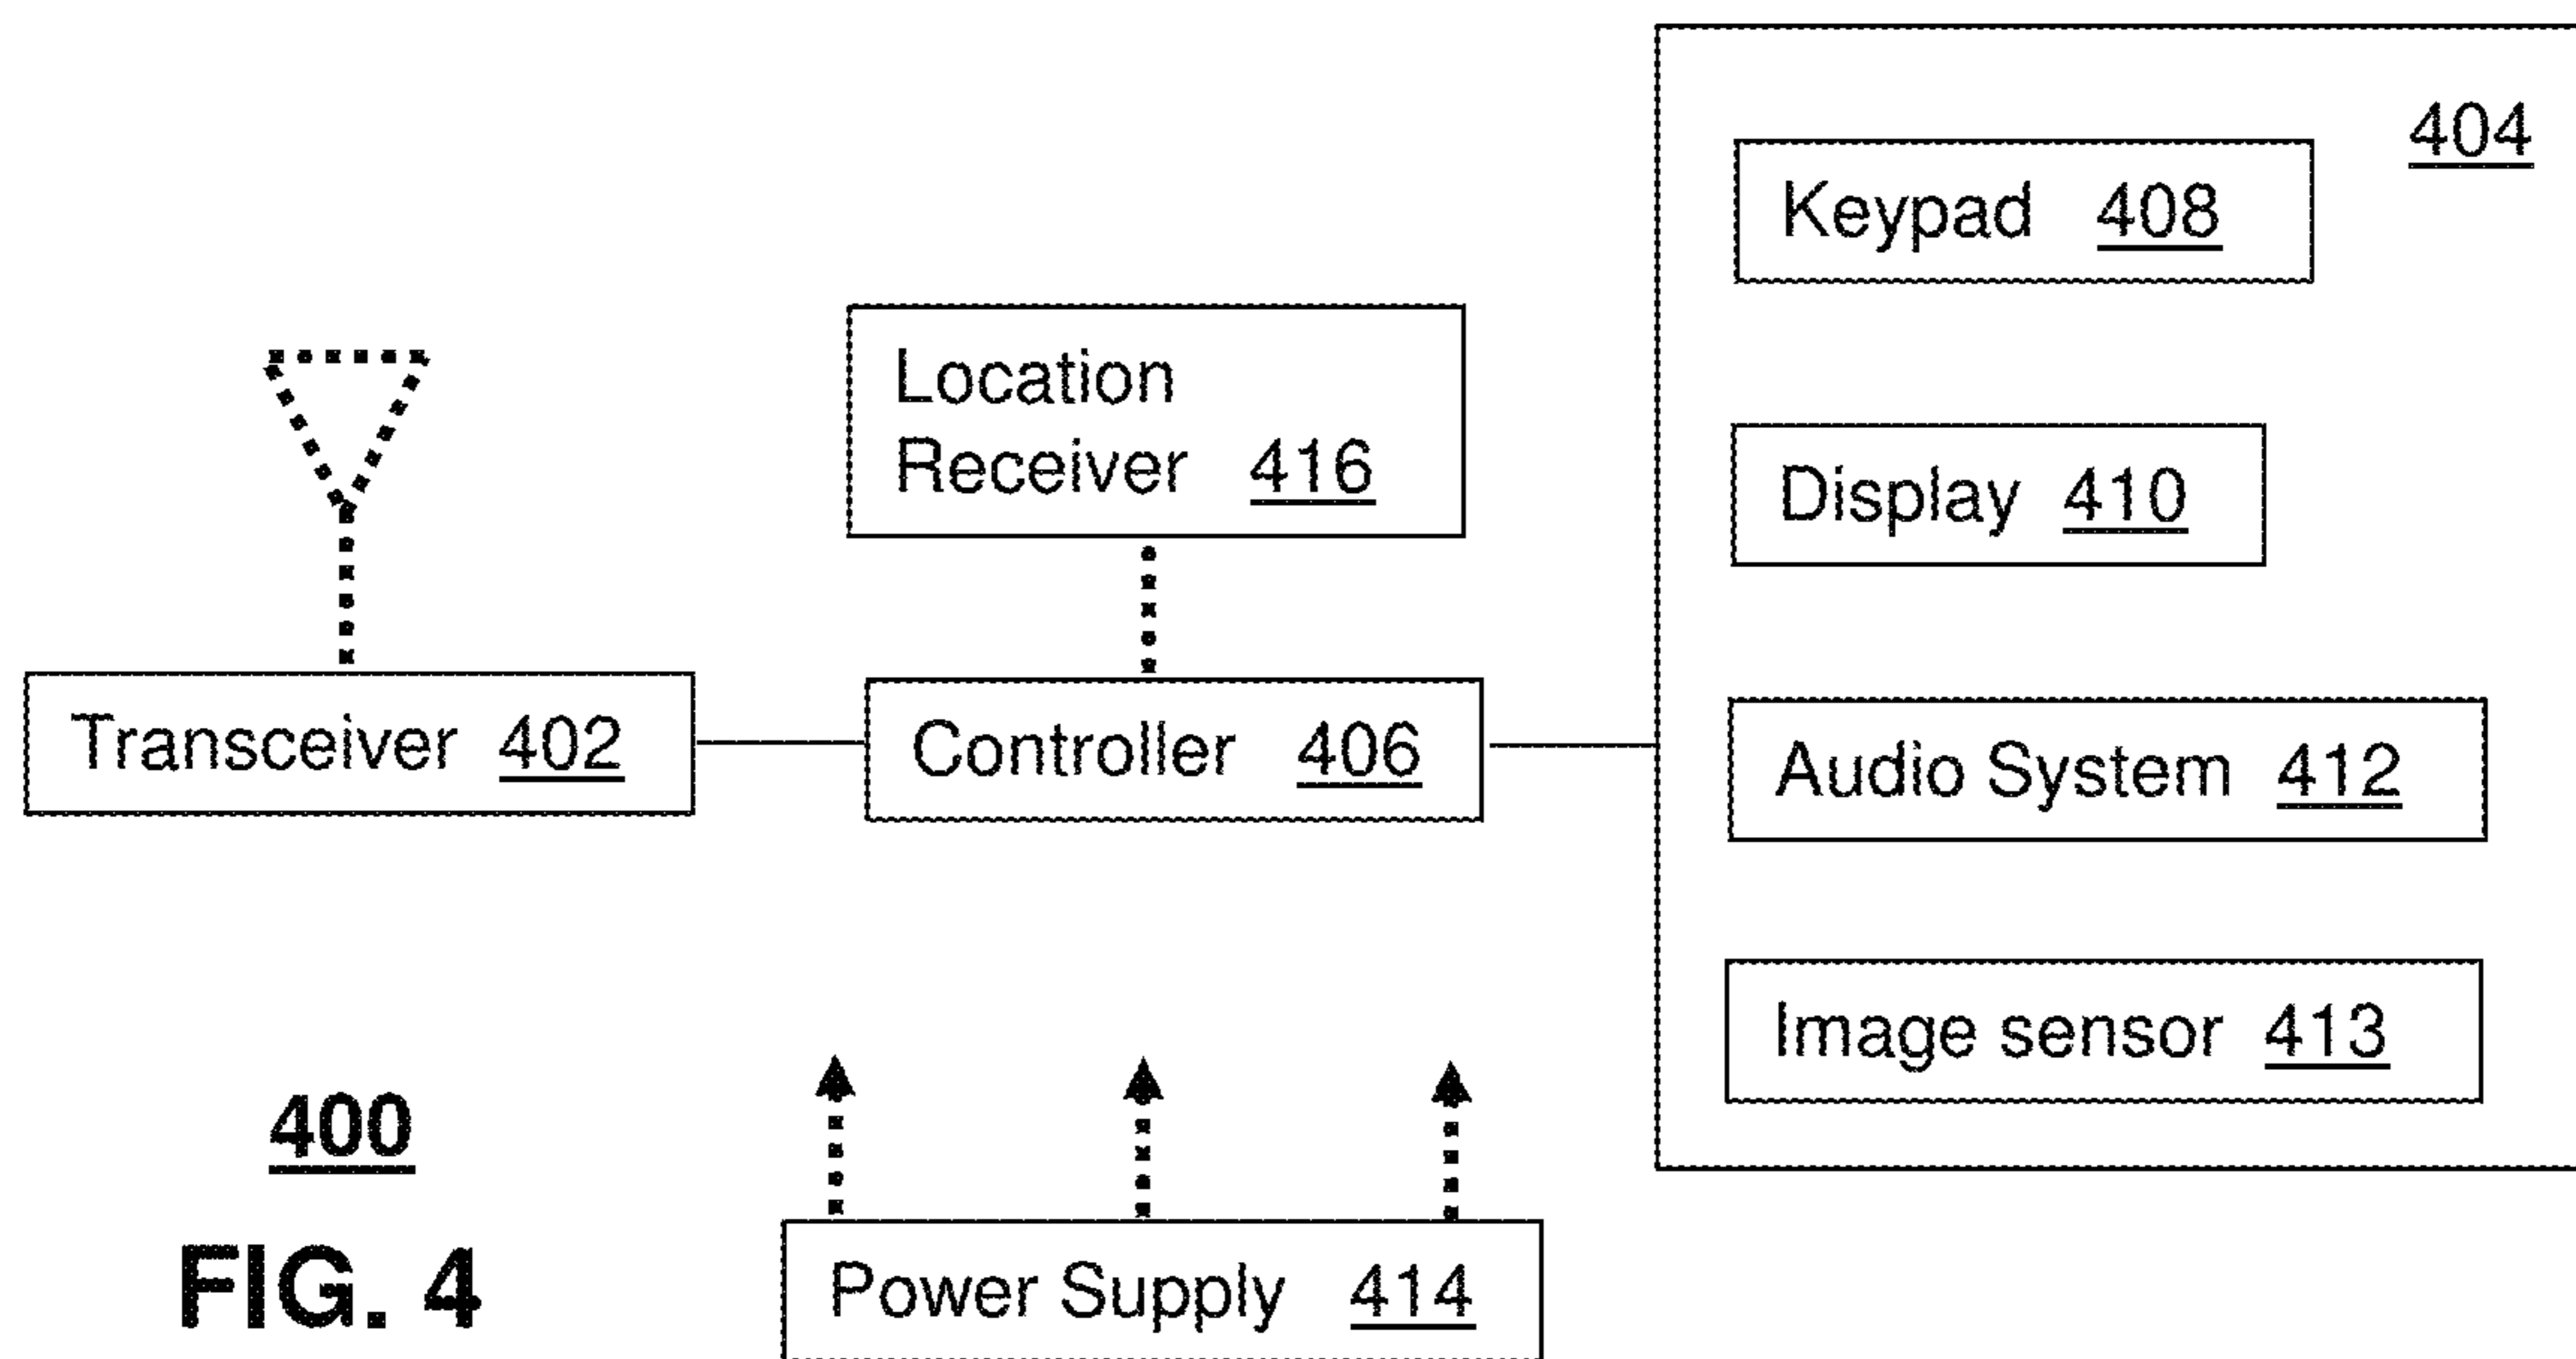 404
Keypad 408
Location
Receiver 416
Display 410
Transceiver 402
Controller 406
Audio System 412
Image sensor 413
400
FIG. 4
Power Supply 414